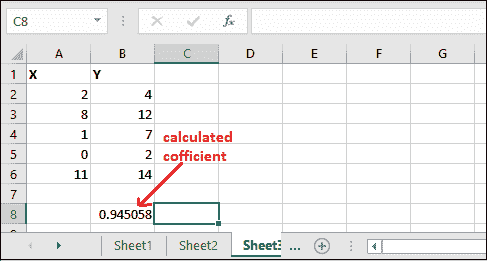 C8
fx
A B C D E F G
1 X Y
2 2 4
3 8 12
4 1 7 calculated
5 0 2 cofficient
6 11 14
7
8 0.945058
Sheet1 Sheet2 Sheet3 ...